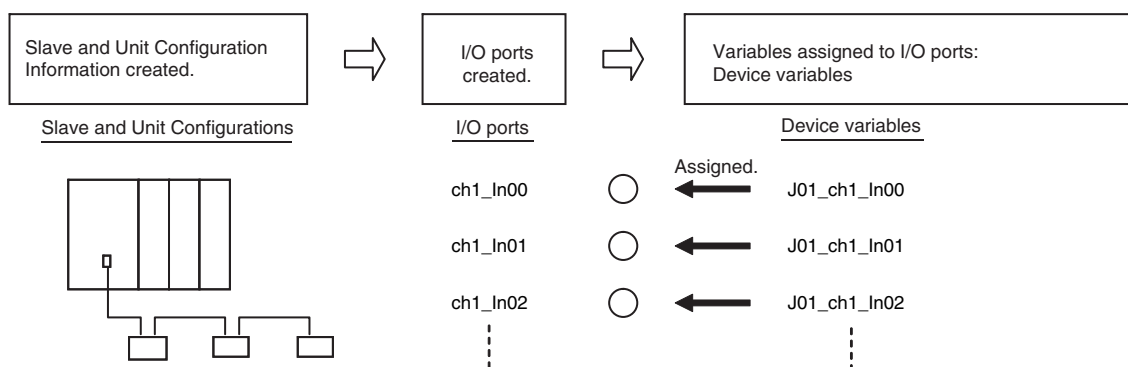 Slave and Unit Configuration
Information created.
I/O ports
created.
Variables assigned to I/O ports:
Device variables
Slave and Unit Configurations
I/O ports
Device variables
Assigned.
ch1_In00
J01_ch1_In00
ch1_In01
J01_ch1_In01
ch1_In02
J01_ch1_In02